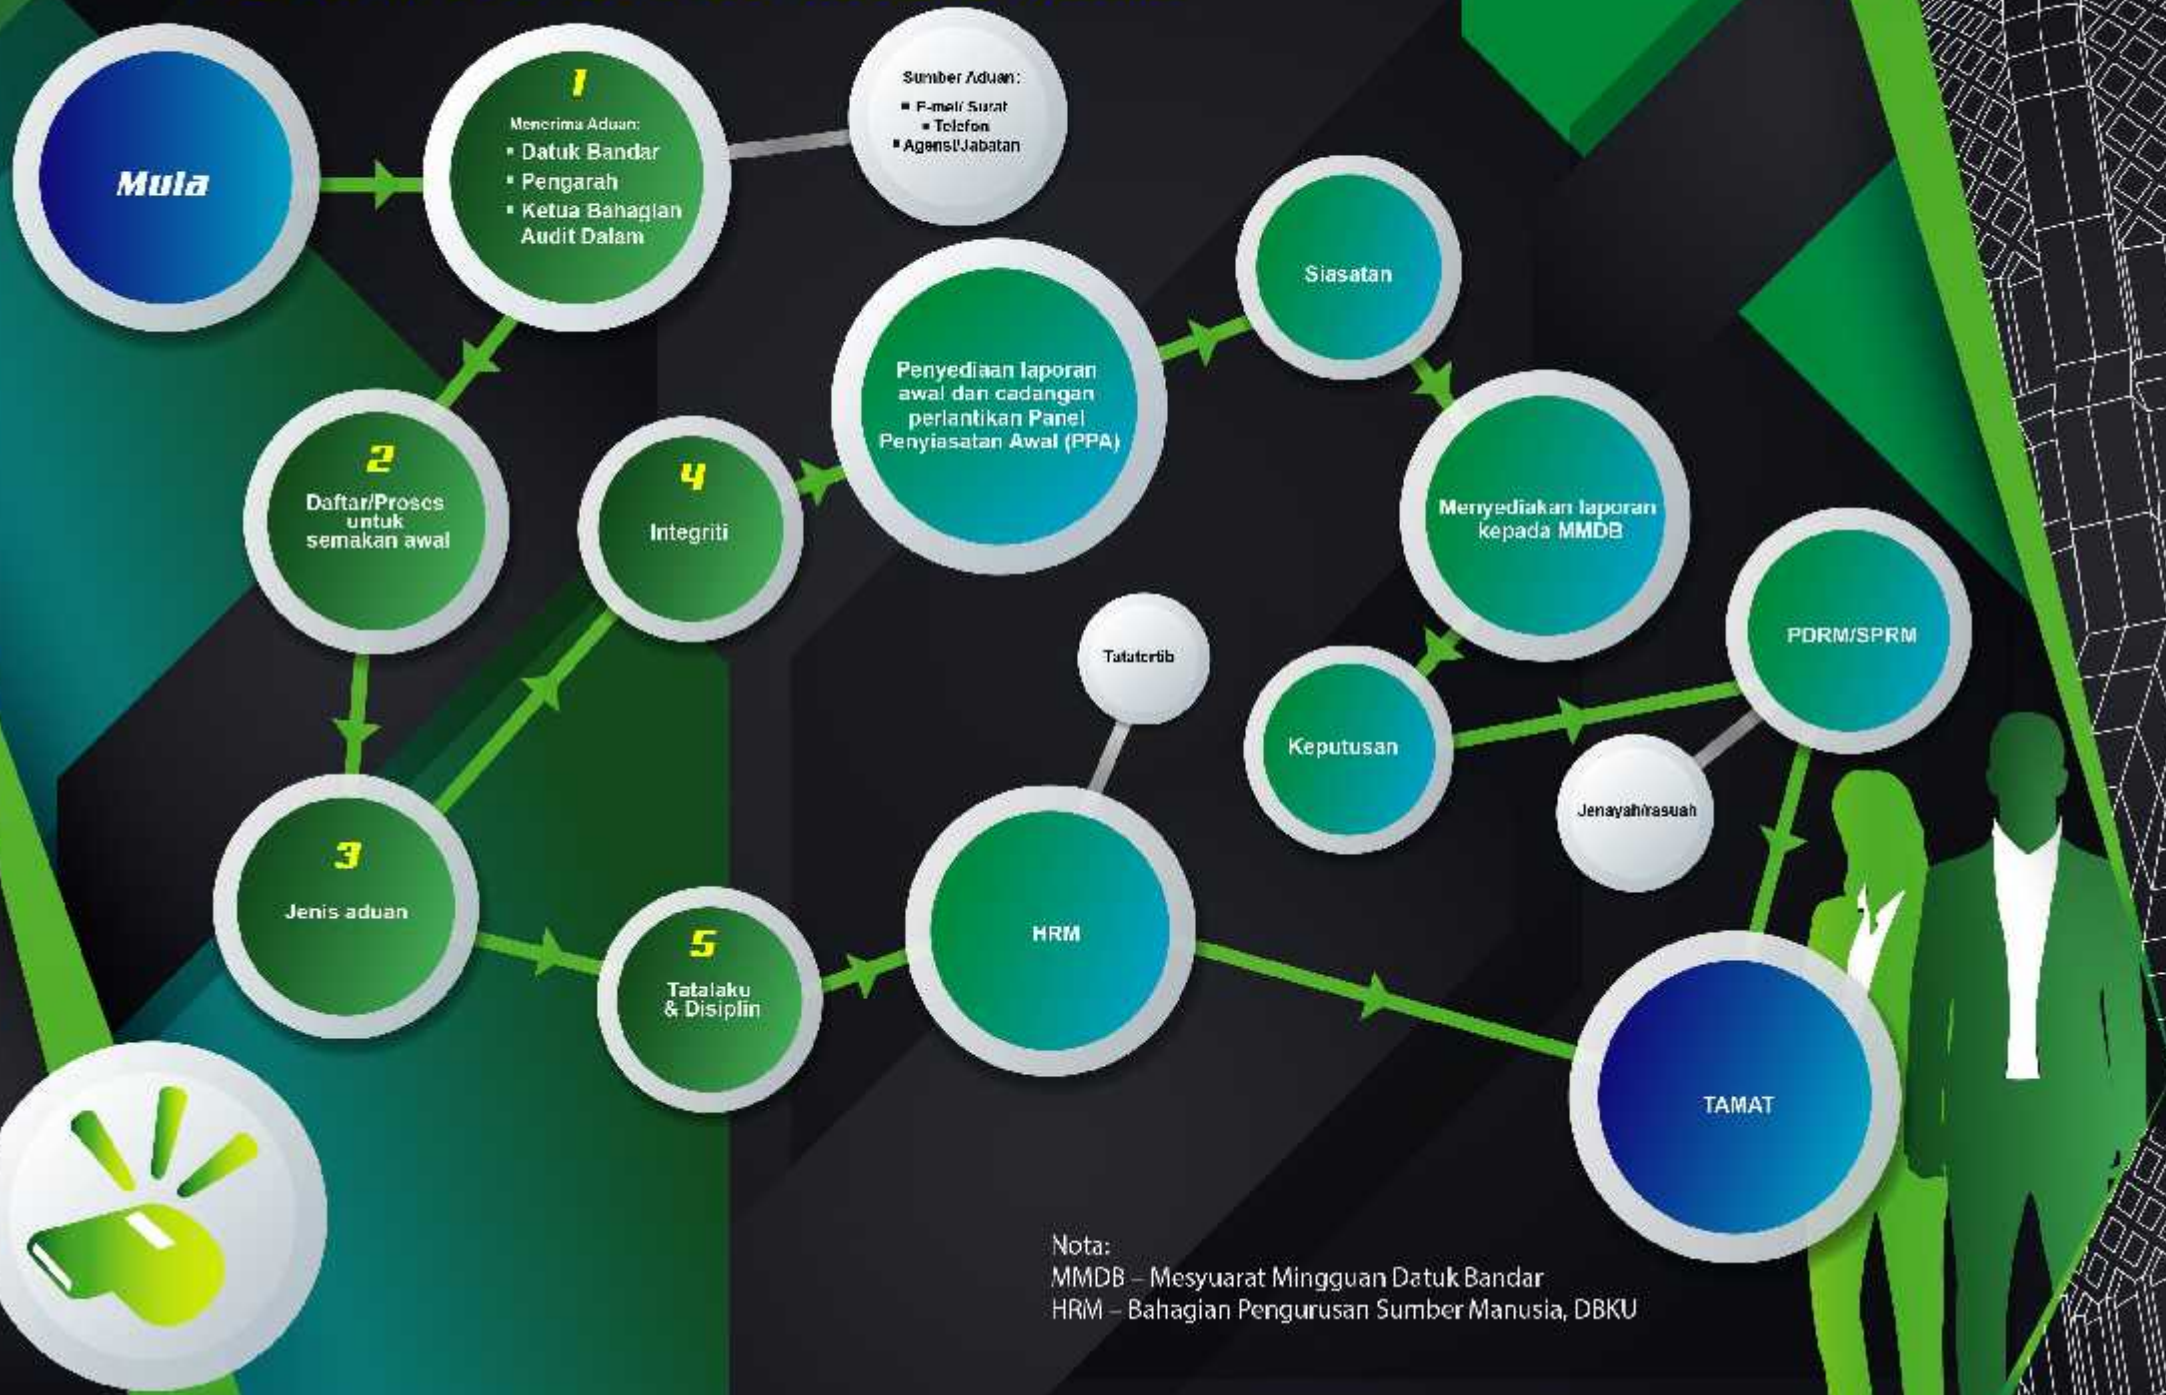 Mula
1
Menerima Aduan:
▪ Datuk Bandar
▪ Pengarah
▪ Ketua Bahagian
Audit Dalam
Sumber Aduan:
▪ E-mel/ Surat
▪ Telefon
▪ Agensi/Jabatan
2
Daftar/Proses
untuk
semakan awal
3
Jenis aduan
4
Integriti
Penyediaan laporan
awal dan cadangan
perlantikan Panel
Penyiasatan Awal (PPA)
Siasatan
Menyediakan laporan
kepada MMDB
Keputusan
PDRM/SPRM
Jenayah/rasuah
5
Tatalaku
& Disiplin
HRM
Tatatertib
TAMAT
Nota:
MMDB – Mesyuarat Mingguan Datuk Bandar
HRM – Bahagian Pengurusan Sumber Manusia, DBKU